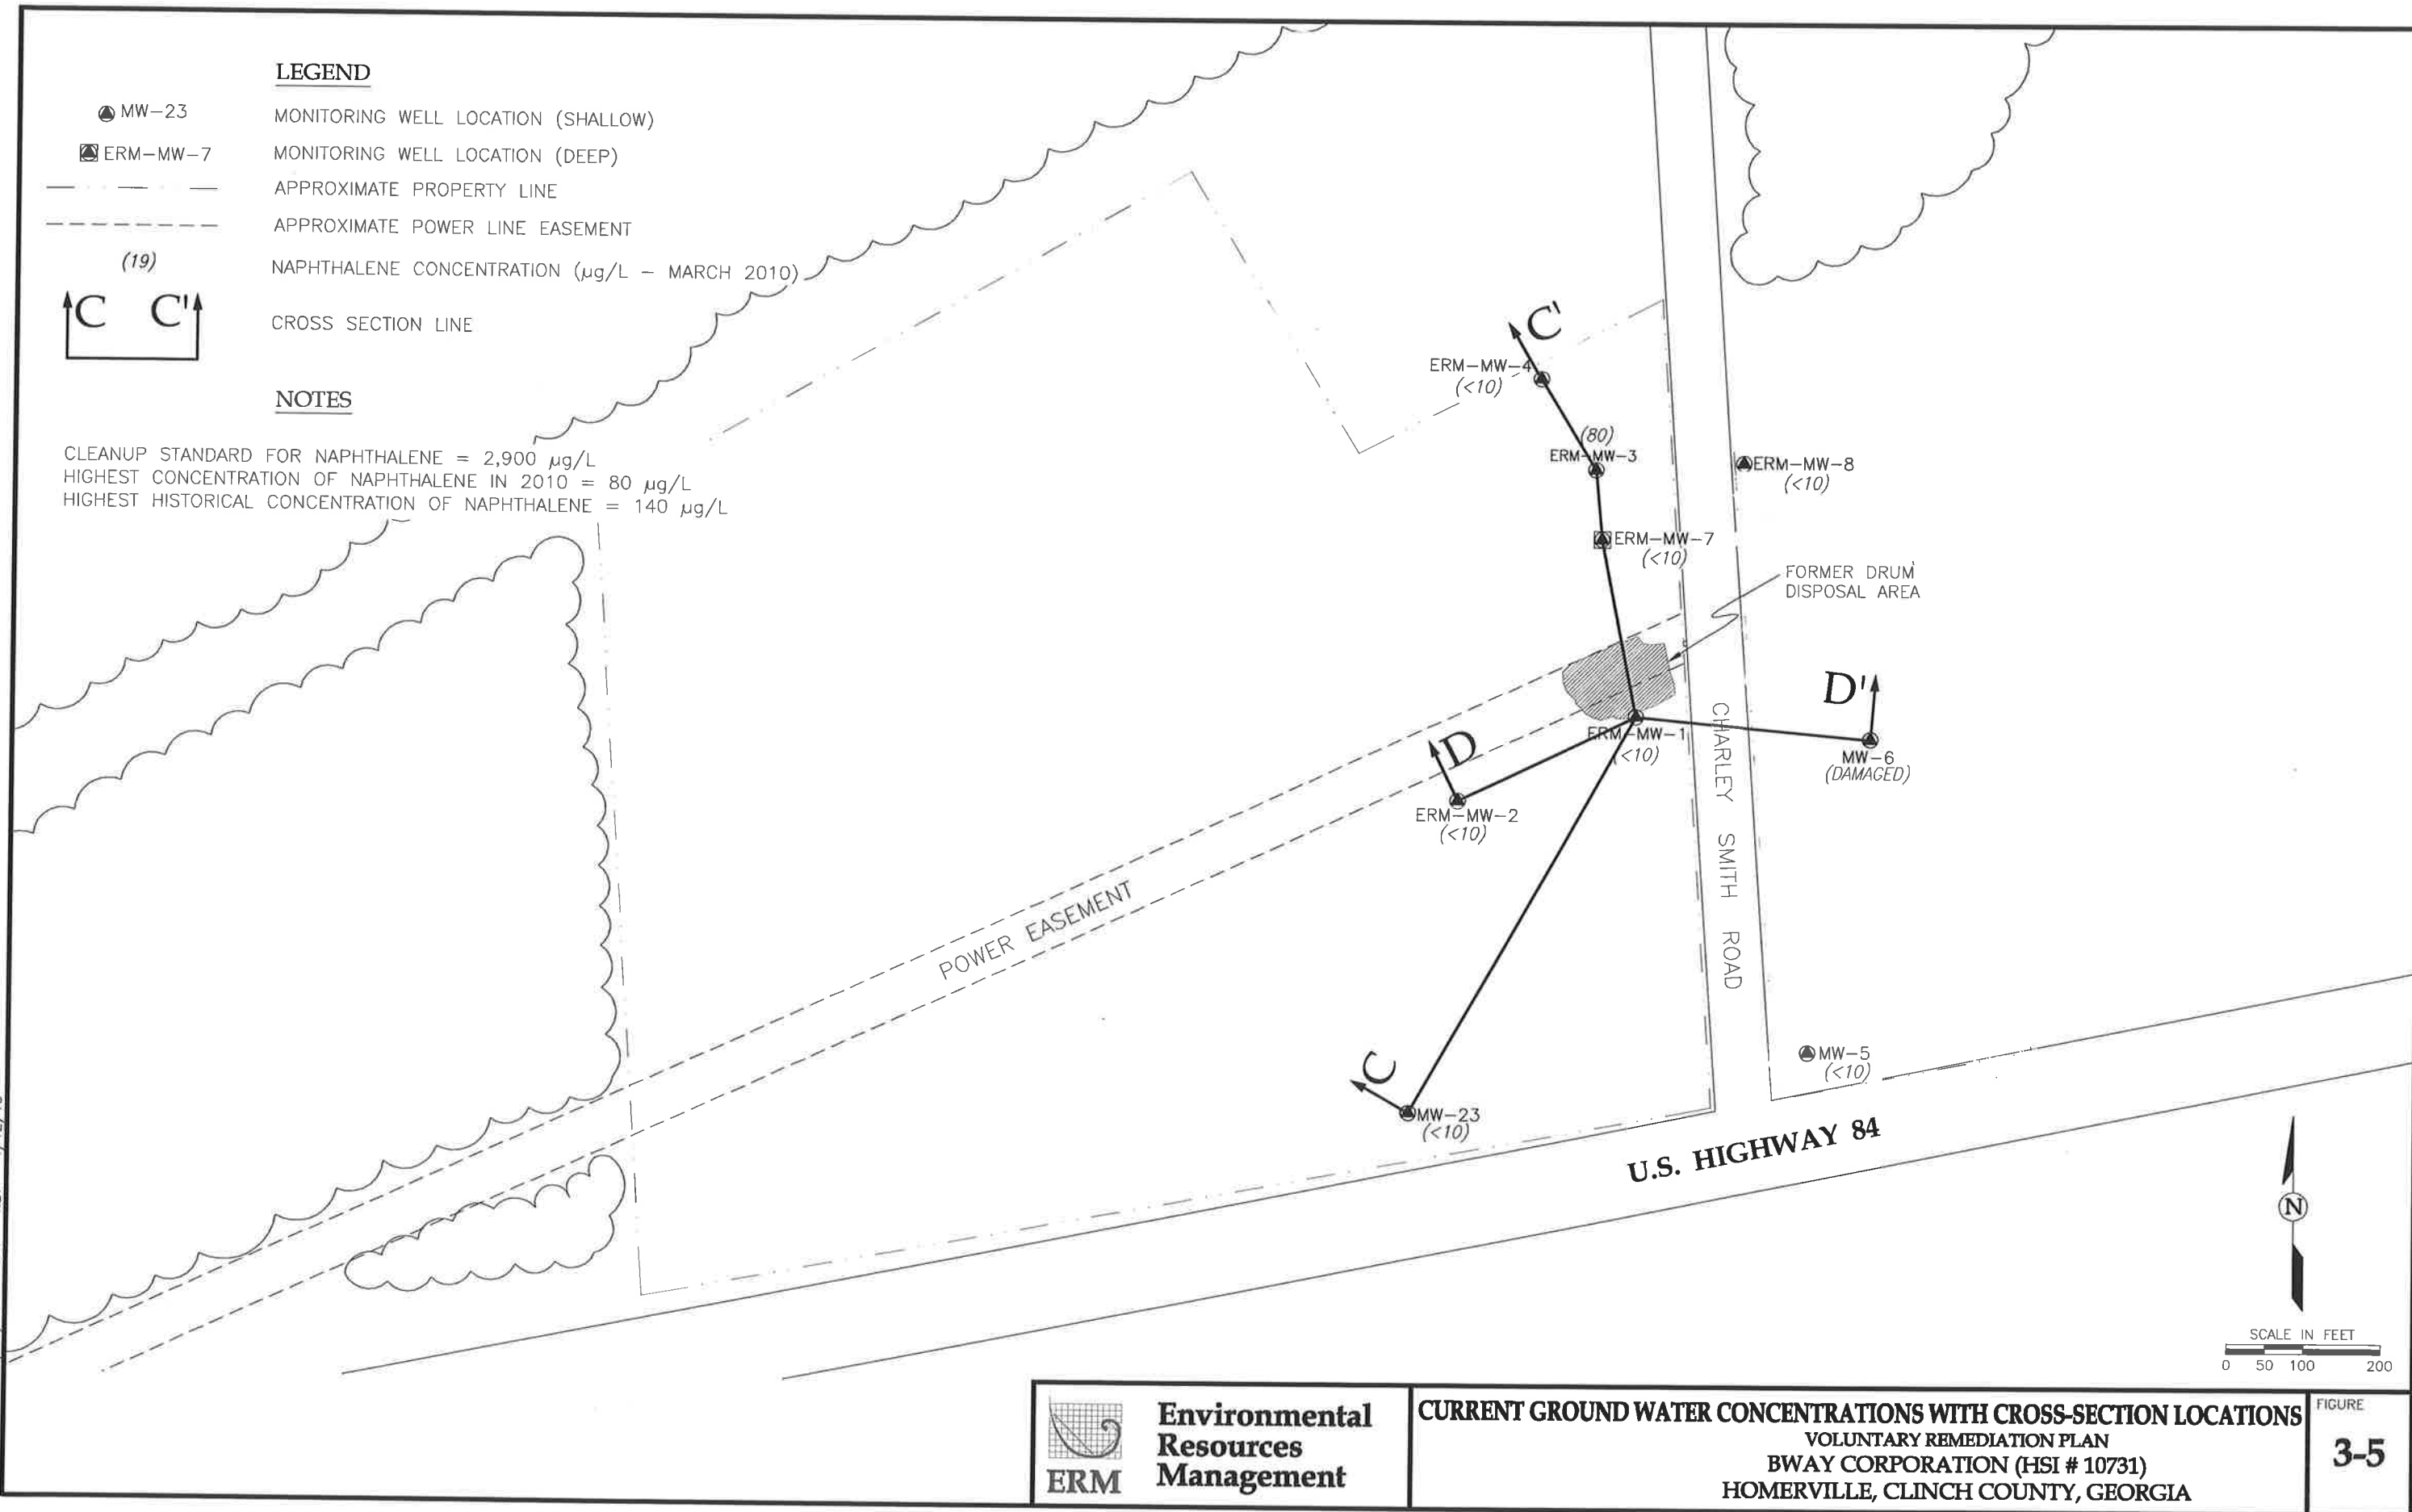 LEGEND
MW-23 MONITORING WELL LOCATION (SHALLOW)
ERM-MW-7 MONITORING WELL LOCATION (DEEP)
APPROXIMATE PROPERTY LINE
APPROXIMATE POWER LINE EASEMENT
(19) NAPHTHALENE CONCENTRATION (µg/L - MARCH 2010)
C C' CROSS SECTION LINE
NOTES
CLEANUP STANDARD FOR NAPHTHALENE = 2,900 µg/L
HIGHEST CONCENTRATION OF NAPHTHALENE IN 2010 = 80 µg/L
HIGHEST HISTORICAL CONCENTRATION OF NAPHTHALENE = 140 µg/L
C'
ERM-MW-4
(<10)
(80)
ERM-MW-3
ERM-MW-8
(<10)
ERM-MW-7
(<10)
FORMER DRUM
DISPOSAL AREA
D'
ERM-MW-1
(<10)
MW-6
(DAMAGED)
D
ERM-MW-2
(<10)
CHARLEY SMITH ROAD
POWER EASEMENT
C
MW-23
(<10)
MW-5
(<10)
U.S. HIGHWAY 84
N
SCALE IN FEET
0 50 100 200
ERM
Environmental
Resources
Management
CURRENT GROUND WATER CONCENTRATIONS WITH CROSS-SECTION LOCATIONS
VOLUNTARY REMEDIATION PLAN
BWAY CORPORATION (HSI # 10731)
HOMERVILLE, CLINCH COUNTY, GEORGIA
FIGURE
3-5